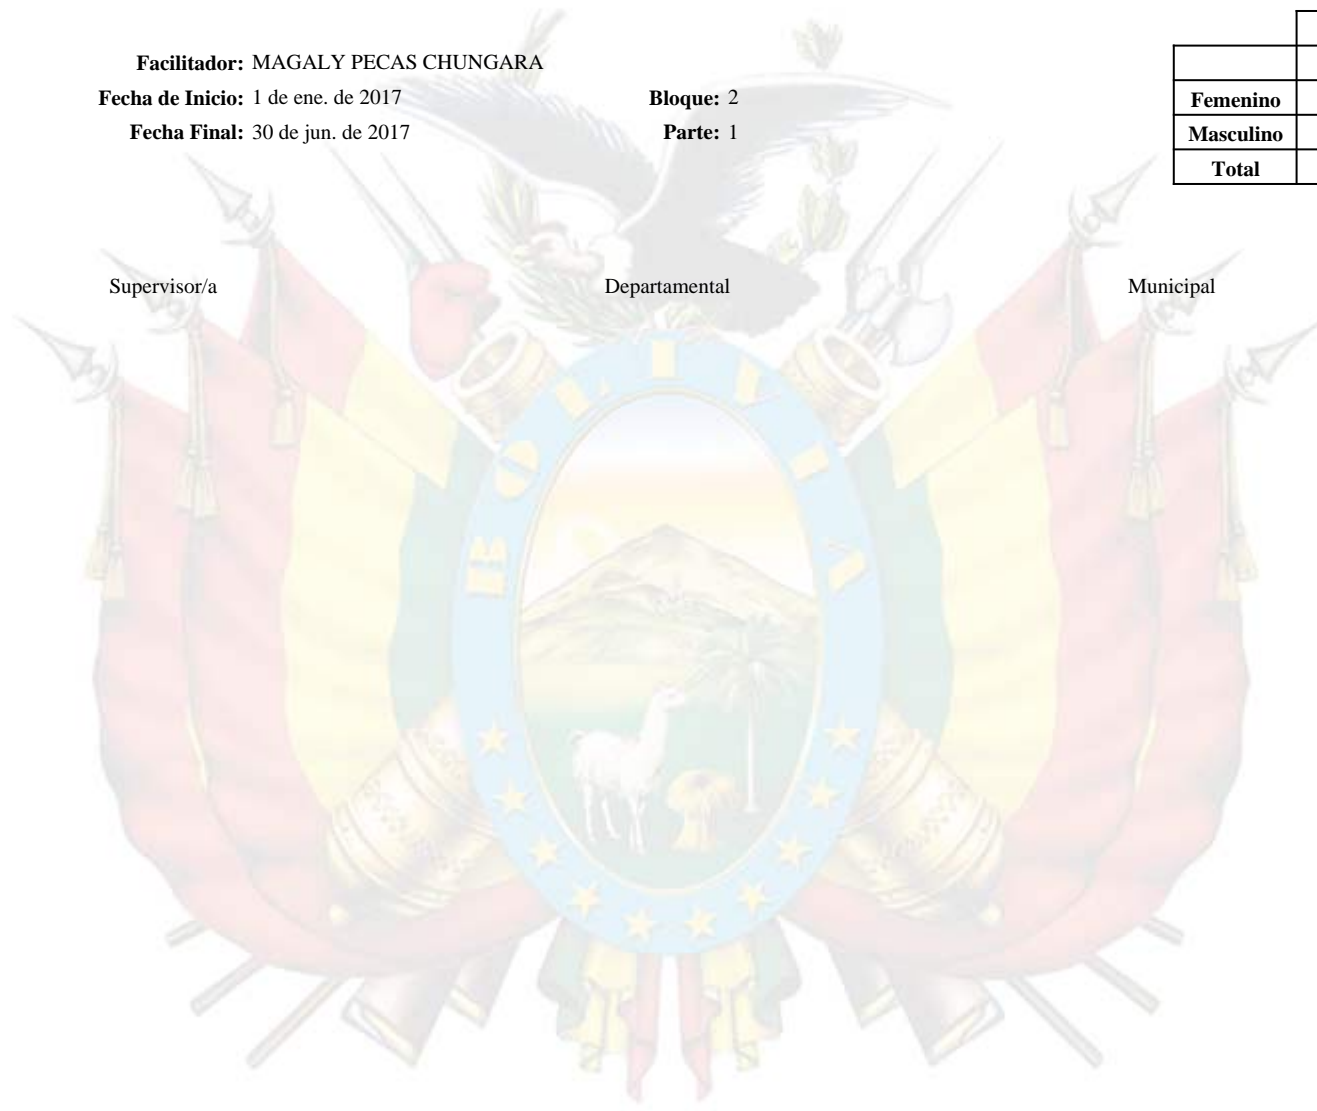 Facilitador: MAGALY PECAS CHUNGARA
Fecha de Inicio: 1 de ene. de 2017 Bloque: 2
Fecha Final: 30 de jun. de 2017 Parte: 1
Femenino
Masculino
Total
Supervisor/a Departamental Municipal
BOLIVIA